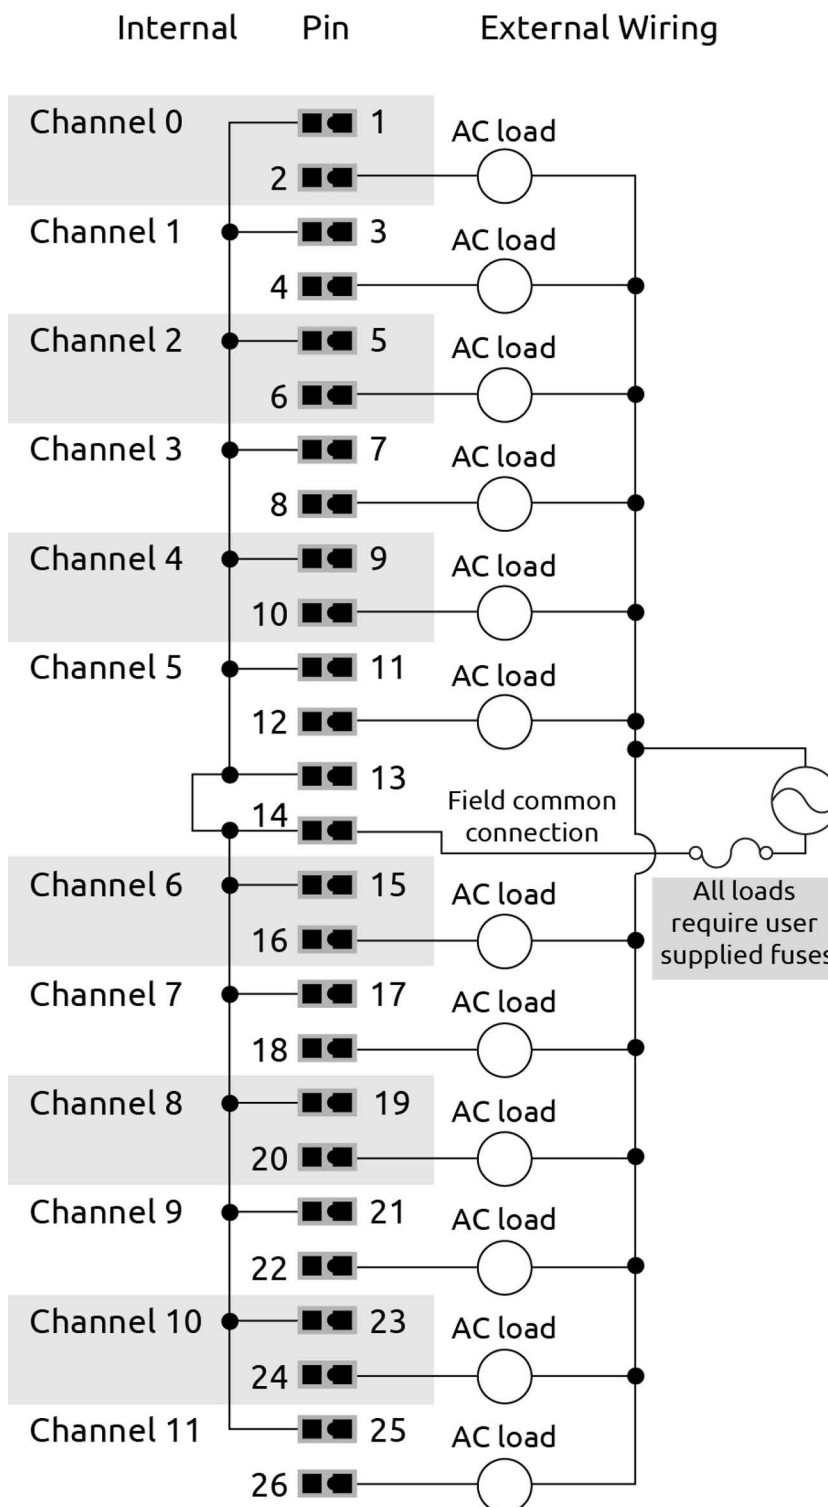 Internal Pin External Wiring
Channel 0 1 AC load
2
Channel 1 3 AC load
4
Channel 2 5 AC load
6
Channel 3 7 AC load
8
Channel 4 9 AC load
10
Channel 5 11 AC load
12
13
14 Field common
connection
Channel 6 15 AC load
All loads
require user
supplied fuses
16
Channel 7 17 AC load
18
Channel 8 19 AC load
20
Channel 9 21 AC load
22
Channel 10 23 AC load
24
Channel 11 25 AC load
26